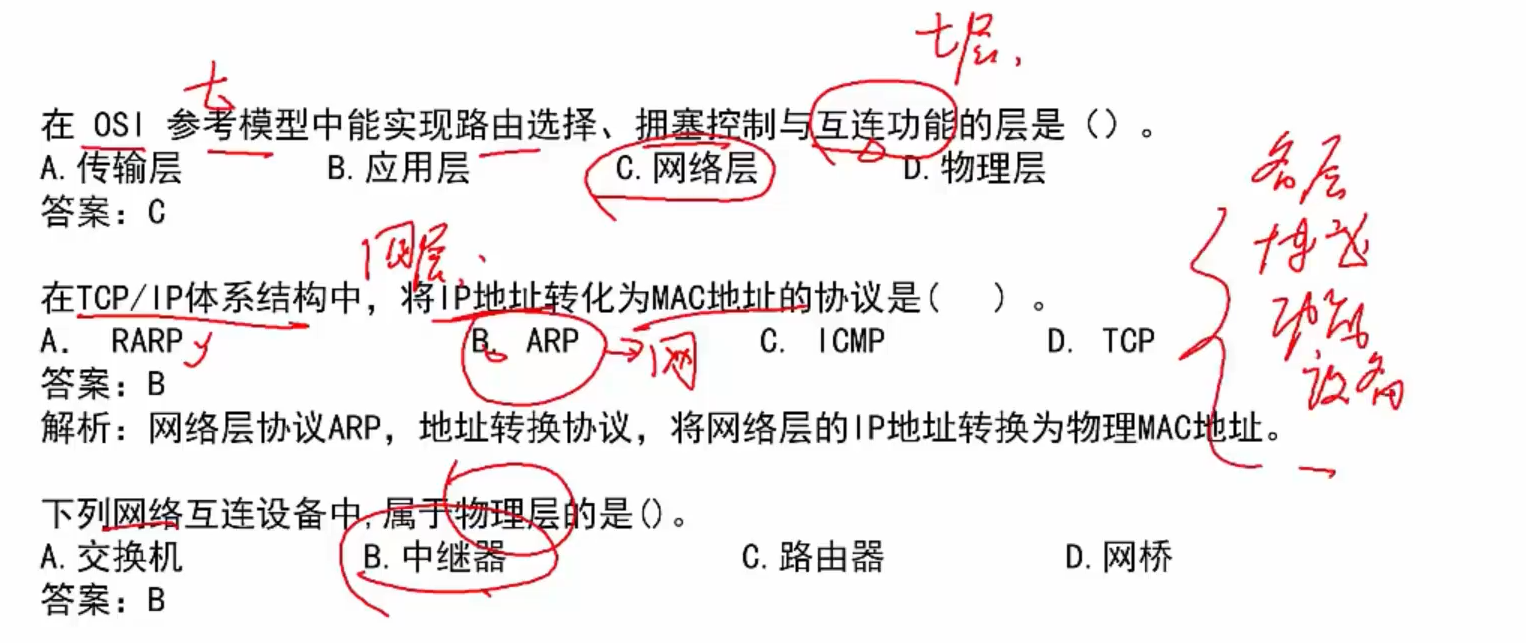 七层,
七
在 OSI 参考模型中能实现路由选择、拥塞控制与互连功能的层是（）。
A.传输层 B.应用层 C.网络层 D.物理层
答案：C
各层
网层
在TCP/IP体系结构中，将IP地址转化为MAC地址的协议是( )。
A. RARP B. ARP C. ICMP D. TCP
网
功能
设备
答案：B
解析：网络层协议ARP，地址转换协议，将网络层的IP地址转换为物理MAC地址。
下列网络互连设备中,属于物理层的是()。
A.交换机 B.中继器 C.路由器 D.网桥
答案：B